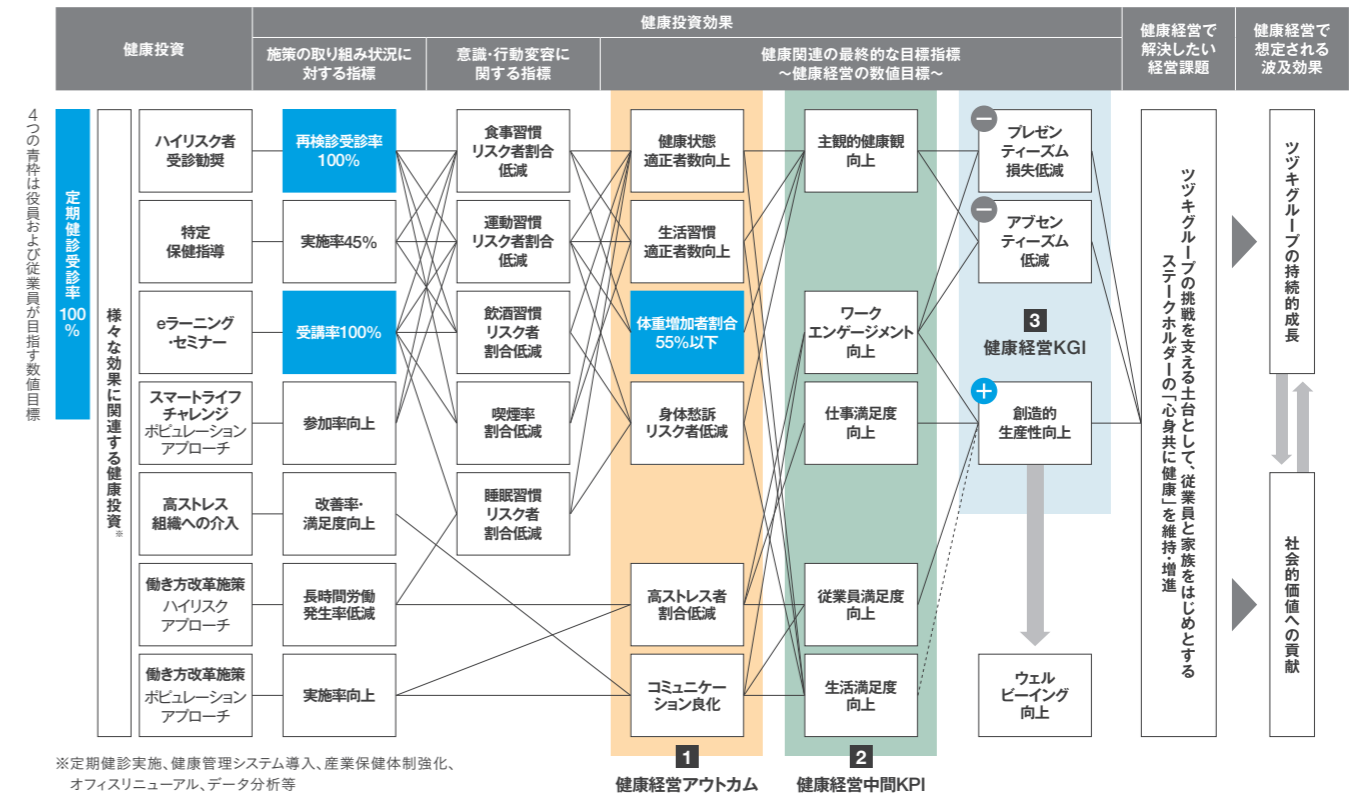 健康投資
健康投資効果
施策の取り組み状況に
対する指標
意識・行動変容に
関する指標
健康関連の最終的な目標指標
～健康経営の数値目標～
健康経営で
解決したい
経営課題
健康経営で
想定される
波及効果
4つの青枠は役員および従業員が目指す数値目標
定期健診受診率100%
様々な効果に関連する健康投資※
ハイリスク者
受診勧奨
特定
保健指導
eラーニング
・セミナー
スマートライフ
チャレンジ
ポピュレーション
アプローチ
高ストレス
組織への介入
働き方改革施策
ハイリスク
アプローチ
働き方改革施策
ポピュレーション
アプローチ
再検診受診率
100%
実施率45%
受講率100%
参加率向上
改善率・
満足度向上
長時間労働
発生率低減
実施率向上
食事習慣
リスク者割合
低減
運動習慣
リスク者割合
低減
飲酒習慣
リスク者
割合低減
喫煙率
割合低減
睡眠習慣
リスク者
割合低減
健康状態
適正者数向上
生活習慣
適正者数向上
体重増加者割合
55%以下
身体愁訴
リスク者低減
高ストレス者
割合低減
コミュニケー
ション良化
1
健康経営アウトカム
主観的健康観
向上
ワーク
エンゲージメント
向上
仕事満足度
向上
従業員満足度
向上
生活満足度
向上
2
健康経営中間KPI
−
プレゼン
ティーズム
損失低減
−
アブセン
ティーズム
低減
3
健康経営KGI
+
創造的
生産性向上
ウェル
ビーイング
向上
ツヅキグループの挑戦を支える土台として、従業員と家族をはじめとする
ステークホルダーの「心身共に健康」を維持・増進
ツヅキグループの持続的成長
社会的価値への貢献
※定期健診実施、健康管理システム導入、産業保健体制強化、
オフィスリニューアル、データ分析等